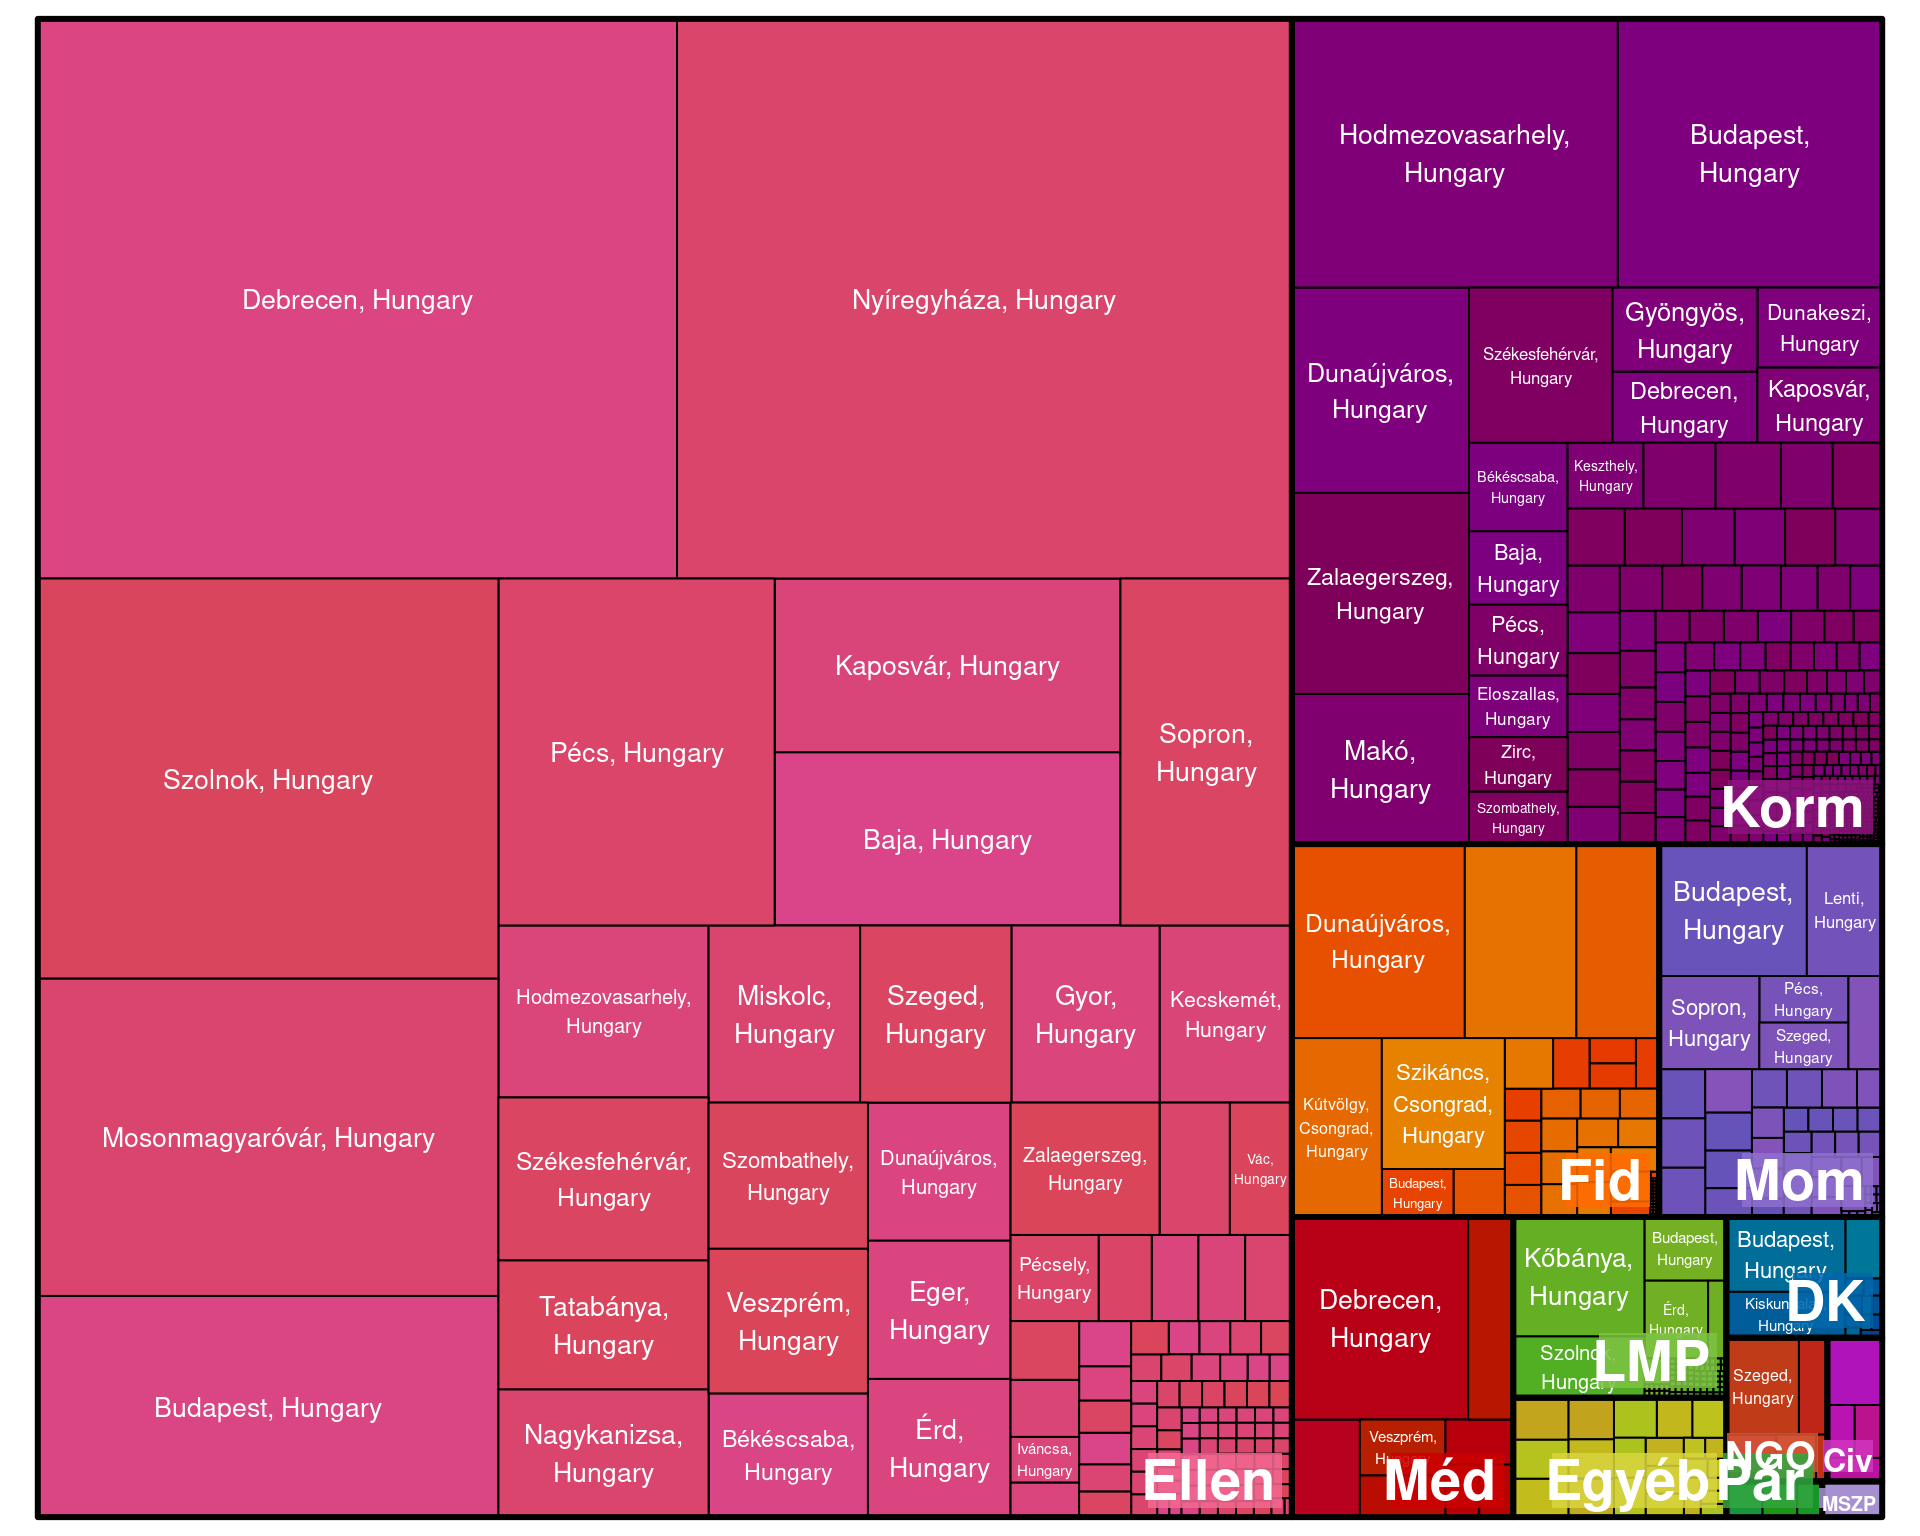 Debrecen, Hungary
Nyíregyháza, Hungary
Szolnok, Hungary
Mosonmagyaróvár, Hungary
Budapest, Hungary
Pécs, Hungary
Kaposvár, Hungary
Baja, Hungary
Sopron,
Hungary
Hodmezovasarhely,
Hungary
Miskolc,
Hungary
Szeged,
Hungary
Gyor,
Hungary
Kecskemét,
Hungary
Székesfehérvár,
Hungary
Szombathely,
Hungary
Dunaújváros,
Hungary
Zalaegerszeg,
Hungary
Vác,
Hungary
Tatabánya,
Hungary
Veszprém,
Hungary
Eger,
Hungary
Pécsely,
Hungary
Nagykanizsa,
Hungary
Békéscsaba,
Hungary
Érd,
Hungary
Iváncsa,
Hungary
Ellen
Hodmezovasarhely,
Hungary
Budapest,
Hungary
Dunaújváros,
Hungary
Székesfehérvár,
Hungary
Gyöngyös,
Hungary
Dunakeszi,
Hungary
Debrecen,
Hungary
Kaposvár,
Hungary
Békéscsaba,
Hungary
Keszthely,
Hungary
Zalaegerszeg,
Hungary
Baja,
Hungary
Pécs,
Hungary
Eloszallas,
Hungary
Makó,
Hungary
Zirc,
Hungary
Szombathely,
Hungary
Korm
Dunaújváros,
Hungary
Kútvölgy,
Csongrad,
Hungary
Szikáncs,
Csongrad,
Hungary
Budapest,
Hungary
Fid
Budapest,
Hungary
Lenti,
Hungary
Sopron,
Hungary
Pécs,
Hungary
Szeged,
Hungary
Mom
Debrecen,
Hungary
Veszprém,
Méd
Kőbánya,
Hungary
Budapest,
Hungary
Érd,
Hungary
Szolnok,
Hungary
LMP
Budapest,
Hungary
Hungary
DK
Szeged,
Hungary
NGO
Civ
Egyéb
Pár
MSZP